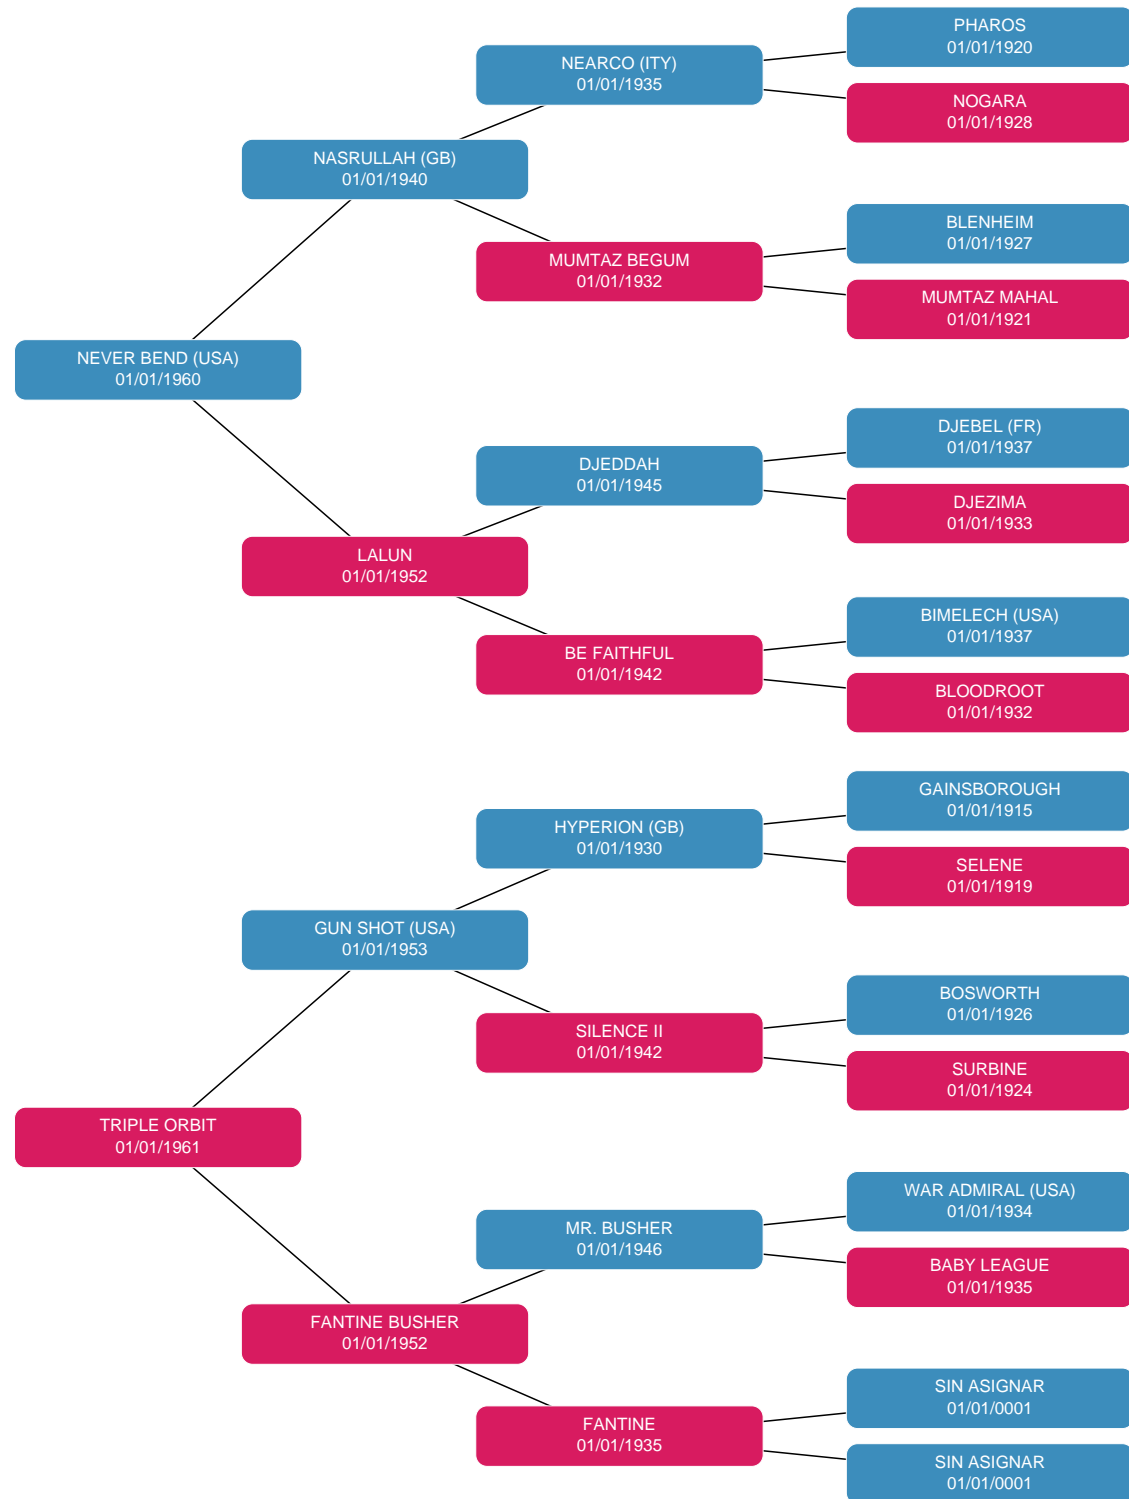 PHAROS
01/01/1920
NEARCO (ITY)
01/01/1935
NOGARA
01/01/1928
NASRULLAH (GB)
01/01/1940
BLENHEIM
01/01/1927
MUMTAZ BEGUM
01/01/1932
MUMTAZ MAHAL
01/01/1921
NEVER BEND (USA)
01/01/1960
DJEBEL (FR)
01/01/1937
DJEDDAH
01/01/1945
DJEZIMA
01/01/1933
LALUN
01/01/1952
BIMELECH (USA)
01/01/1937
BE FAITHFUL
01/01/1942
BLOODROOT
01/01/1932
GAINSBOROUGH
01/01/1915
HYPERION (GB)
01/01/1930
SELENE
01/01/1919
GUN SHOT (USA)
01/01/1953
BOSWORTH
01/01/1926
SILENCE II
01/01/1942
SURBINE
01/01/1924
TRIPLE ORBIT
01/01/1961
WAR ADMIRAL (USA)
01/01/1934
MR. BUSHER
01/01/1946
BABY LEAGUE
01/01/1935
FANTINE BUSHER
01/01/1952
SIN ASIGNAR
01/01/0001
FANTINE
01/01/1935
SIN ASIGNAR
01/01/0001